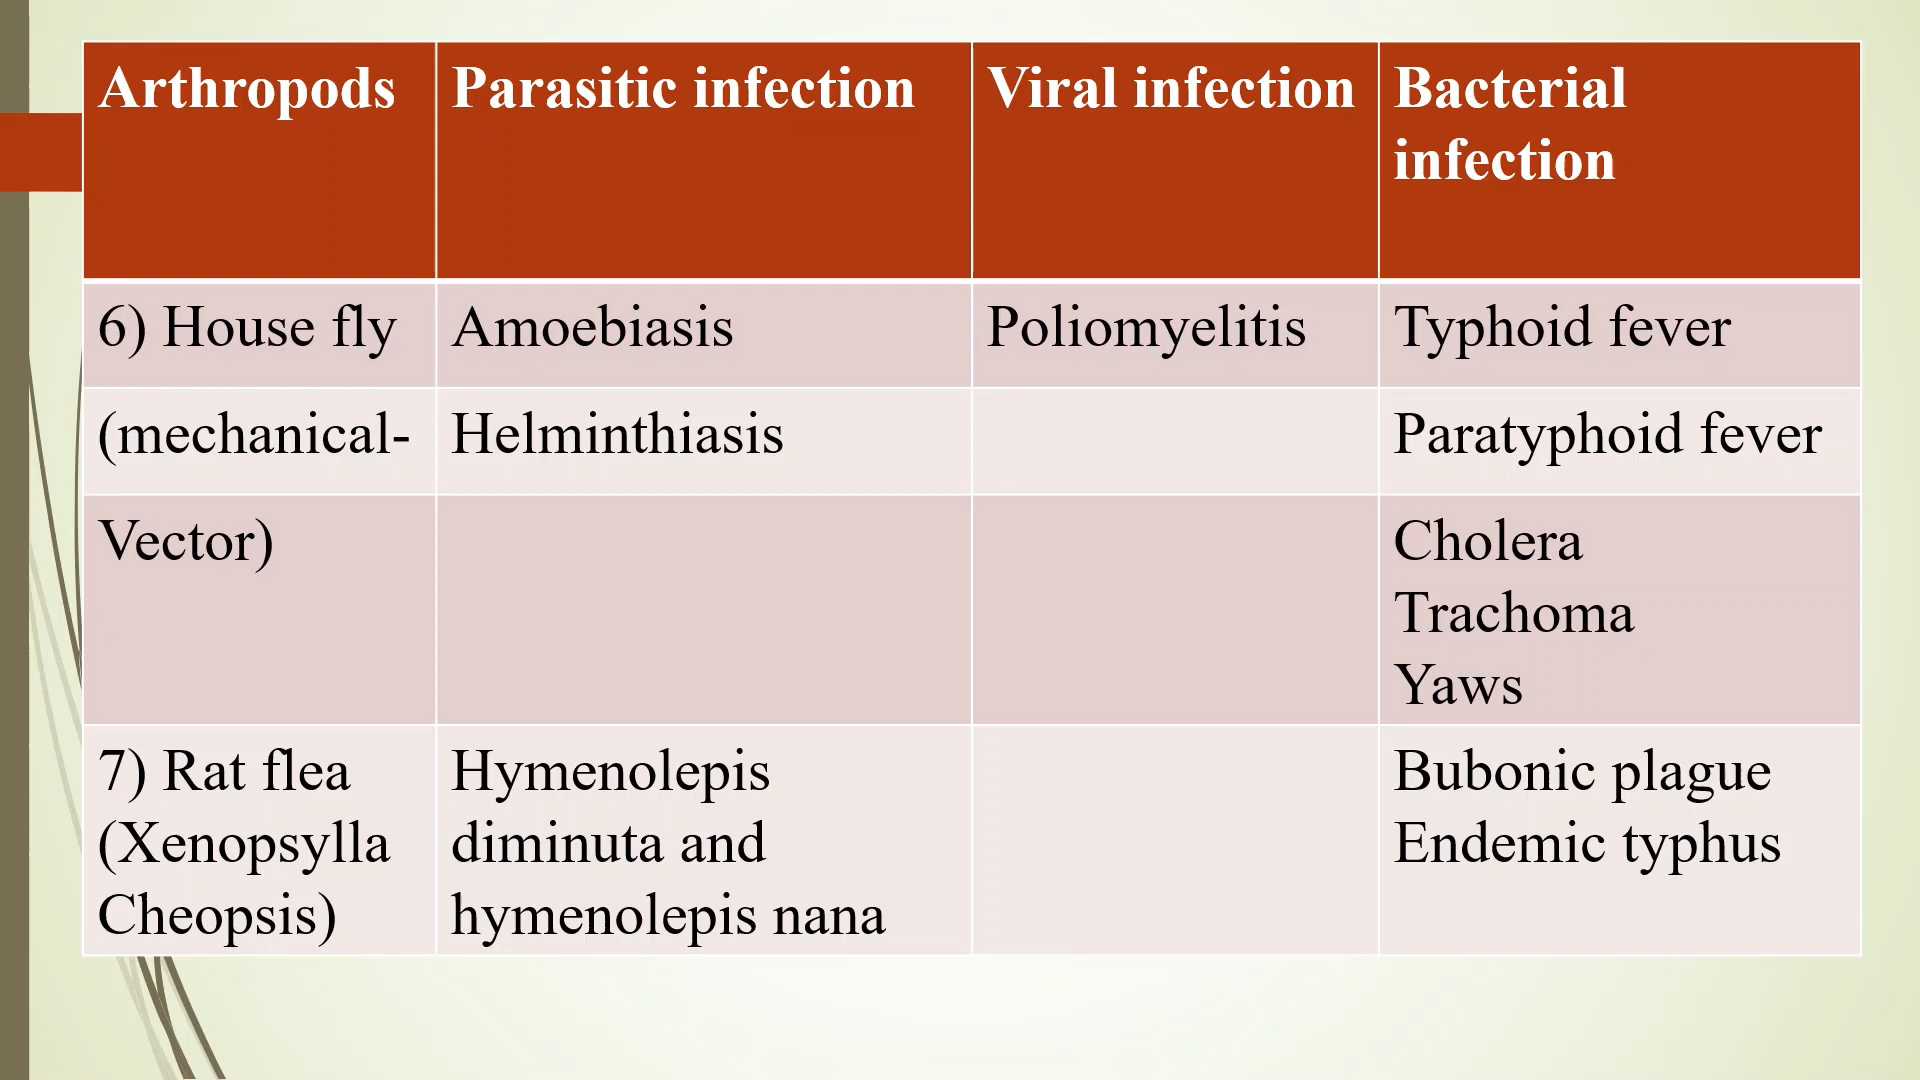 Arthropods
Parasitic infection
Viral infection
Bacterial
infection
6) House fly
Amoebiasis
Poliomyelitis
Typhoid fever
(mechanical-
Helminthiasis
Paratyphoid fever
Vector)
Cholera
Trachoma
Yaws
7) Rat flea
(Xenopsylla
Cheopsis)
Hymenolepis
diminuta and
hymenolepis nana
Bubonic plague
Endemic typhus